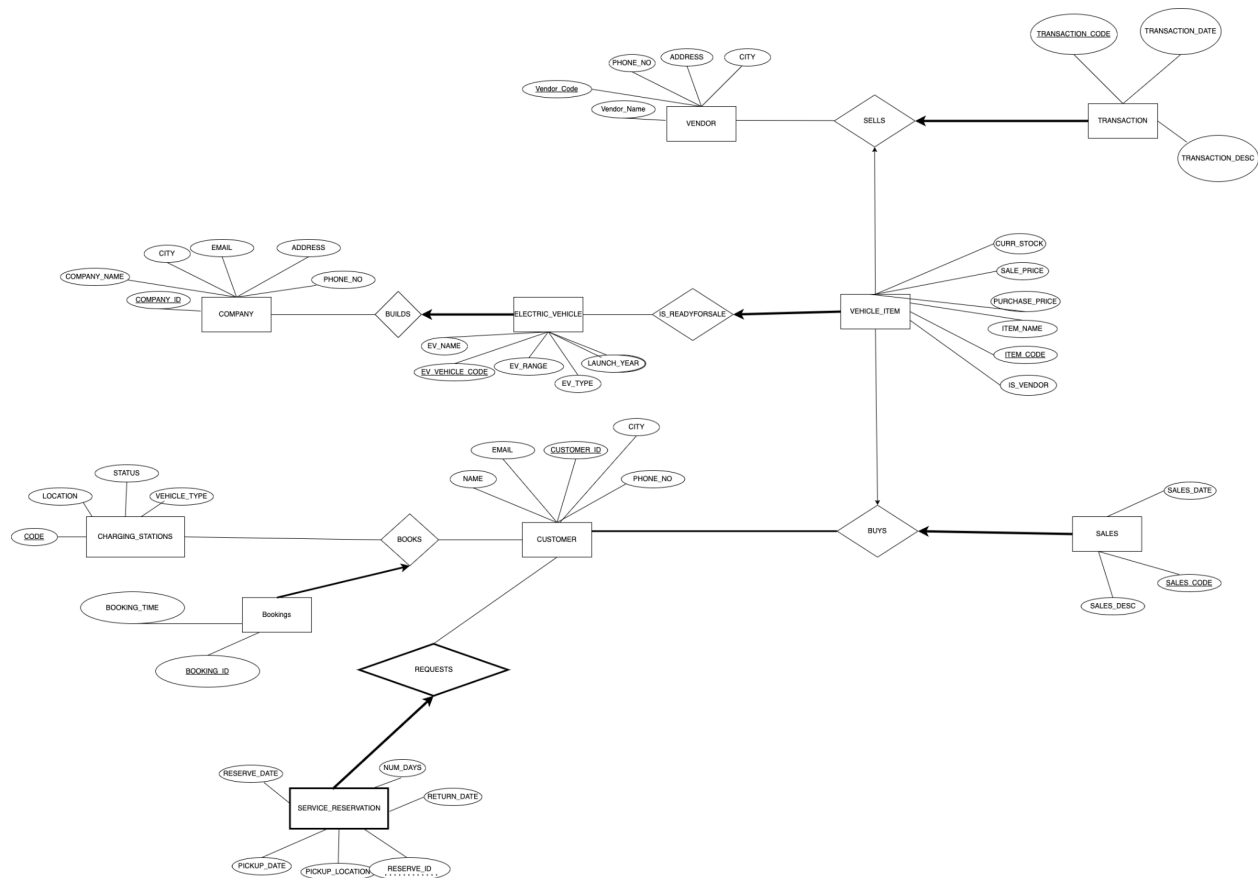 TRANSACTION_CODE
TRANSACTION_DATE
PHONE_NO
ADDRESS
CITY
Vendor_Code
Vendor_Name
VENDOR
SELLS
TRANSACTION
TRANSACTION_DESC
CITY
EMAIL
ADDRESS
COMPANY_NAME
PHONE_NO
COMPANY_ID
COMPANY
BUILDS
ELECTRIC_VEHICLE
IS_READYFORSALE
VEHICLE_ITEM
CURR_STOCK
SALE_PRICE
PURCHASE_PRICE
ITEM_NAME
ITEM_CODE
IS_VENDOR
EV_NAME
EV_VEHICLE_CODE
EV_RANGE
EV_TYPE
LAUNCH_YEAR
EMAIL
CUSTOMER_ID
CITY
NAME
PHONE_NO
STATUS
LOCATION
VEHICLE_TYPE
CODE
CHARGING_STATIONS
BOOKS
CUSTOMER
BUYS
SALES_DATE
SALES
SALES_CODE
SALES_DESC
BOOKING_TIME
Bookings
BOOKING_ID
REQUESTS
RESERVE_DATE
NUM_DAYS
RETURN_DATE
SERVICE_RESERVATION
PICKUP_DATE
PICKUP_LOCATION
RESERVE_ID